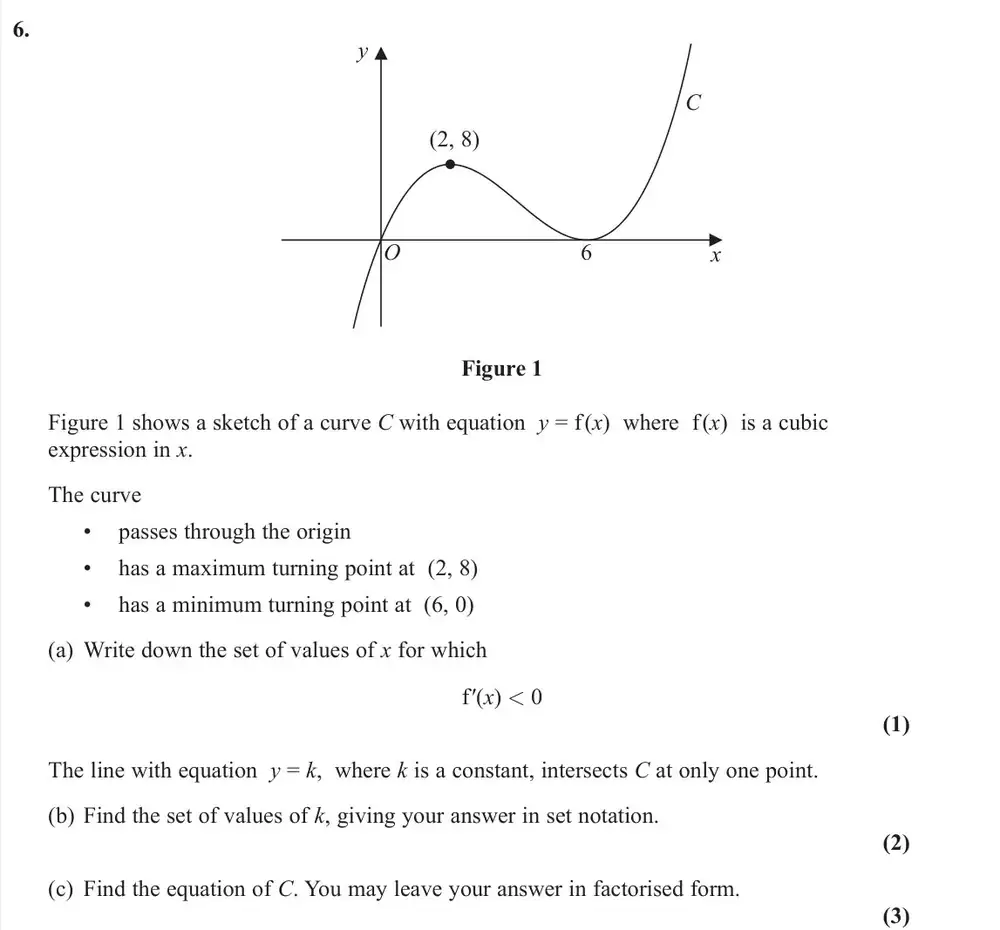 6.
y
C
(2, 8)
O
6
x
Figure 1
Figure 1 shows a sketch of a curve C with equation y = f(x) where f(x) is a cubic
expression in x.
The curve
• passes through the origin
• has a maximum turning point at (2, 8)
• has a minimum turning point at (6, 0)
(a) Write down the set of values of x for which
f′(x) < 0
(1)
The line with equation y = k, where k is a constant, intersects C at only one point.
(b) Find the set of values of k, giving your answer in set notation.
(2)
(c) Find the equation of C. You may leave your answer in factorised form.
(3)